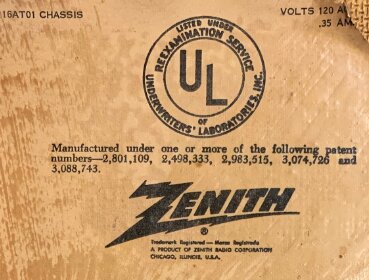 16AT01 CHASSIS
VOLTS 120 A
.35 AM
LISTED UNDER
REEXAMINATION SERVICE
UL
OF
UNDERWRITERS' LABORATORIES, INC.
Manufactured under one or more of the following patent
numbers—2,801,109, 2,498,333, 2,983,515, 3,074,726 and
3,088,743.
ZENITH
®
Trademark Registered — Marca Registrada
A PRODUCT OF ZENITH RADIO CORPORATION
CHICAGO, ILLINOIS, U.S.A.